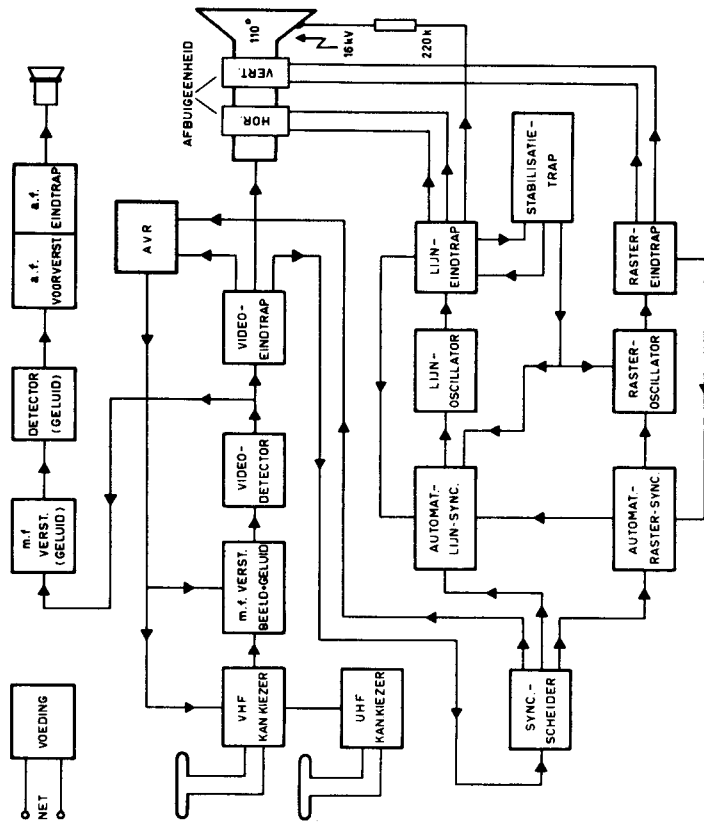 NET
VOEDING
m.f
VERST.
(GELUID)
DETECTOR
(GELUID)
a.f.
VOORVERST
a.f.
EINDTRAP
VHF
KANKIEZER
UHF
KANKIEZER
m.f. VERST.
BEELD+GELUID
VIDEO-
DETECTOR
VIDEO-
EINDTRAP
AVR
AFBUIGEENHEID
HOR.
VERT.
110°
16kV
220k
SYNC.-
SCHEIDER
AUTOMAT.-
LIJN-SYNC.
LIJN-
OSCILLATOR
LIJN-
EINDTRAP
STABILISATIE-
TRAP
AUTOMAT.-
RASTER-SYNC.
RASTER-
OSCILLATOR
RASTER-
EINDTRAP